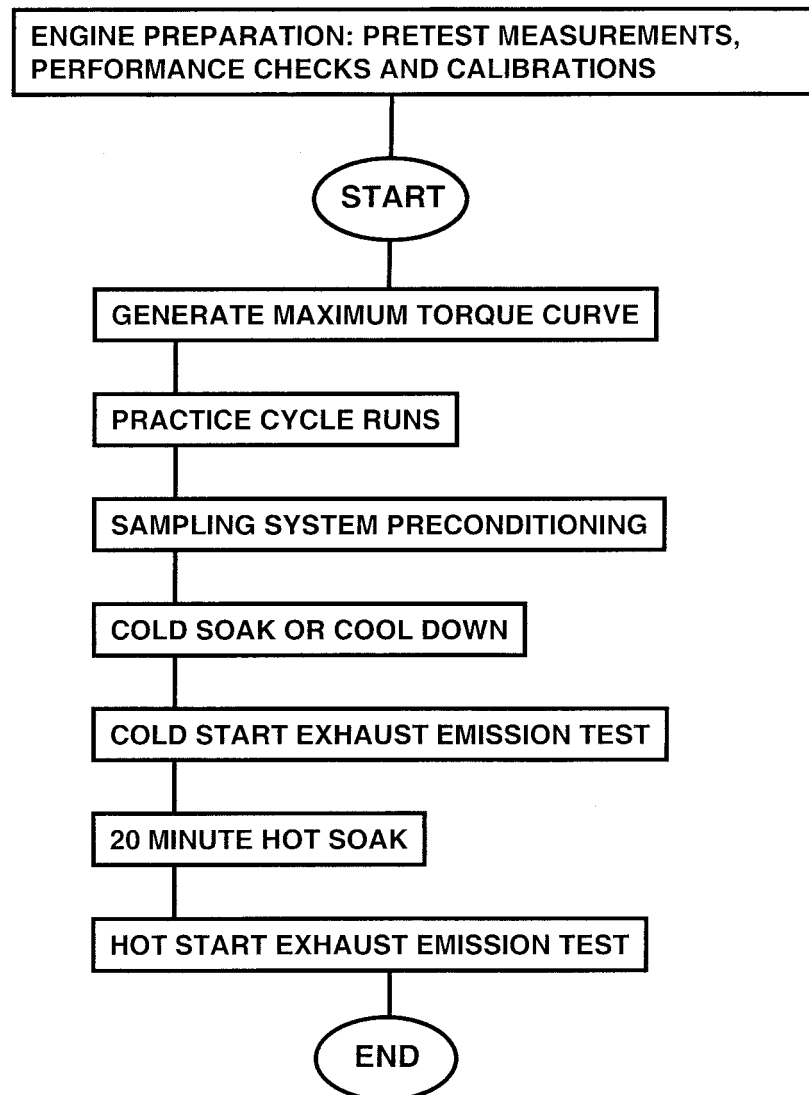 ENGINE PREPARATION: PRETEST MEASUREMENTS,
PERFORMANCE CHECKS AND CALIBRATIONS
START
GENERATE MAXIMUM TORQUE CURVE
PRACTICE CYCLE RUNS
SAMPLING SYSTEM PRECONDITIONING
COLD SOAK OR COOL DOWN
COLD START EXHAUST EMISSION TEST
20 MINUTE HOT SOAK
HOT START EXHAUST EMISSION TEST
END